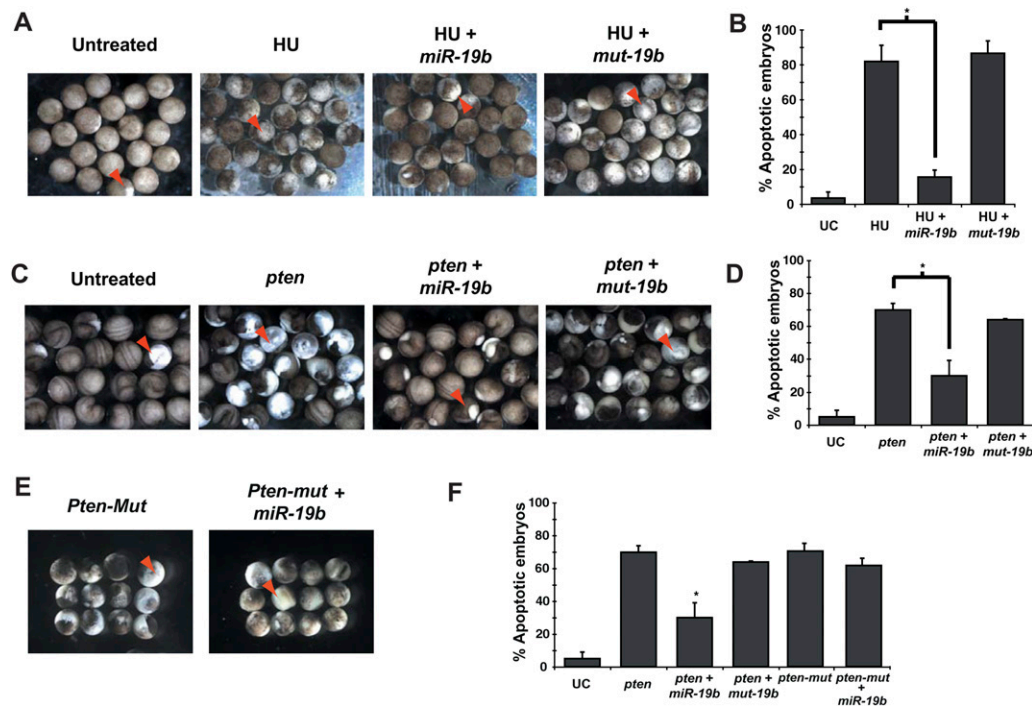 A
Untreated
HU
HU +
miR-19b
HU +
mut-19b
B
% Apoptotic embryos
100
80
60
40
20
0
*
UC
HU
HU +
miR-19b
HU +
mut-19b
C
Untreated
pten
pten +
miR-19b
pten +
mut-19b
D
% Apoptotic embryos
100
80
60
40
20
0
*
UC
pten
pten +
miR-19b
pten +
mut-19b
E
Pten-Mut
Pten-mut +
miR-19b
F
% Apoptotic embryos
100
80
60
40
20
0
*
UC
pten
pten +
miR-19b
pten +
mut-19b
pten-mut
pten-mut
+
miR-19b